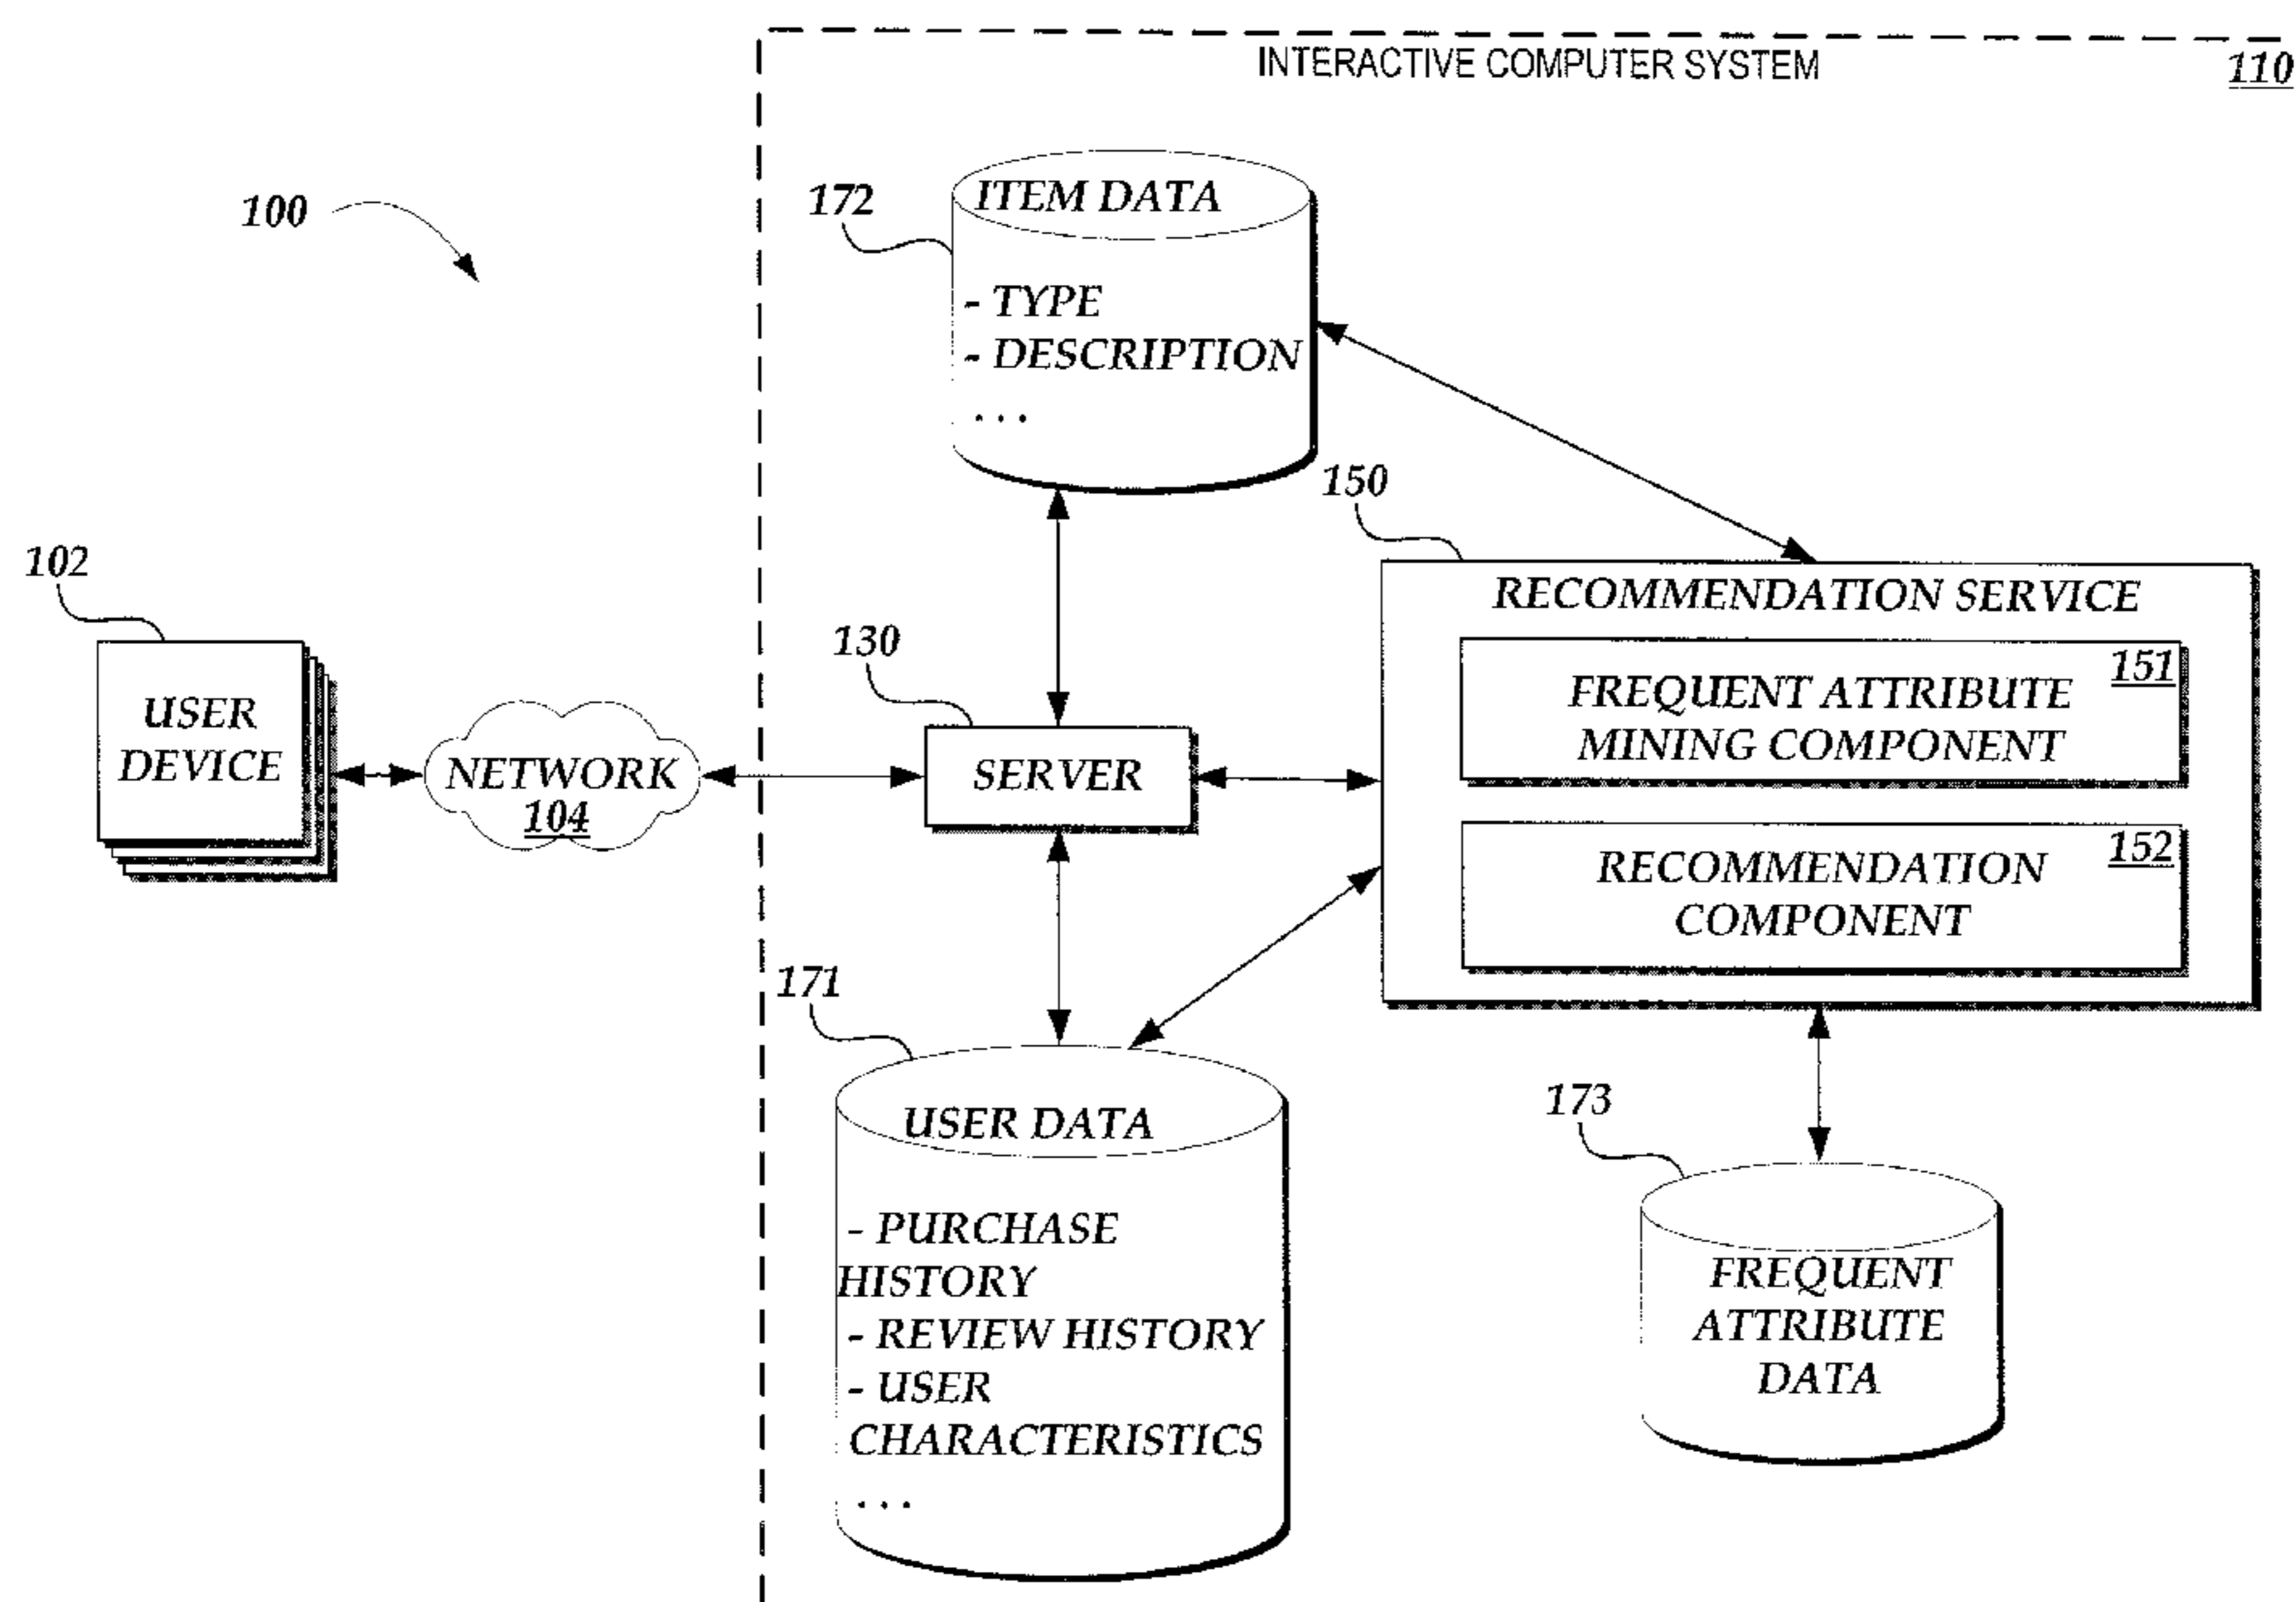 INTERACTIVE COMPUTER SYSTEM
110
100
172
ITEM DATA
- TYPE
- DESCRIPTION
...
150
102
RECOMMENDATION SERVICE
130
151
FREQUENT ATTRIBUTE
MINING COMPONENT
USER
DEVICE
NETWORK
104
SERVER
152
RECOMMENDATION
COMPONENT
171
USER DATA
- PURCHASE
HISTORY
- REVIEW HISTORY
- USER
CHARACTERISTICS
...
173
FREQUENT
ATTRIBUTE
DATA